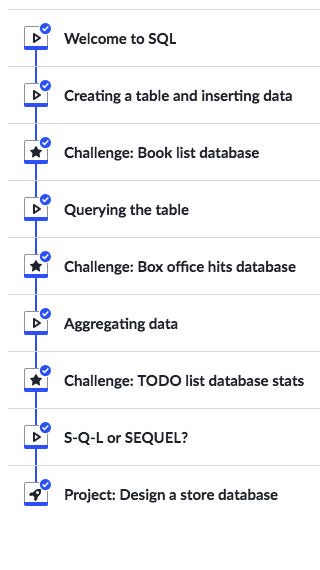 Welcome to SQL
Creating a table and inserting data
Challenge: Book list database
Querying the table
Challenge: Box office hits database
Aggregating data
Challenge: TODO list database stats
S-Q-L or SEQUEL?
Project: Design a store database